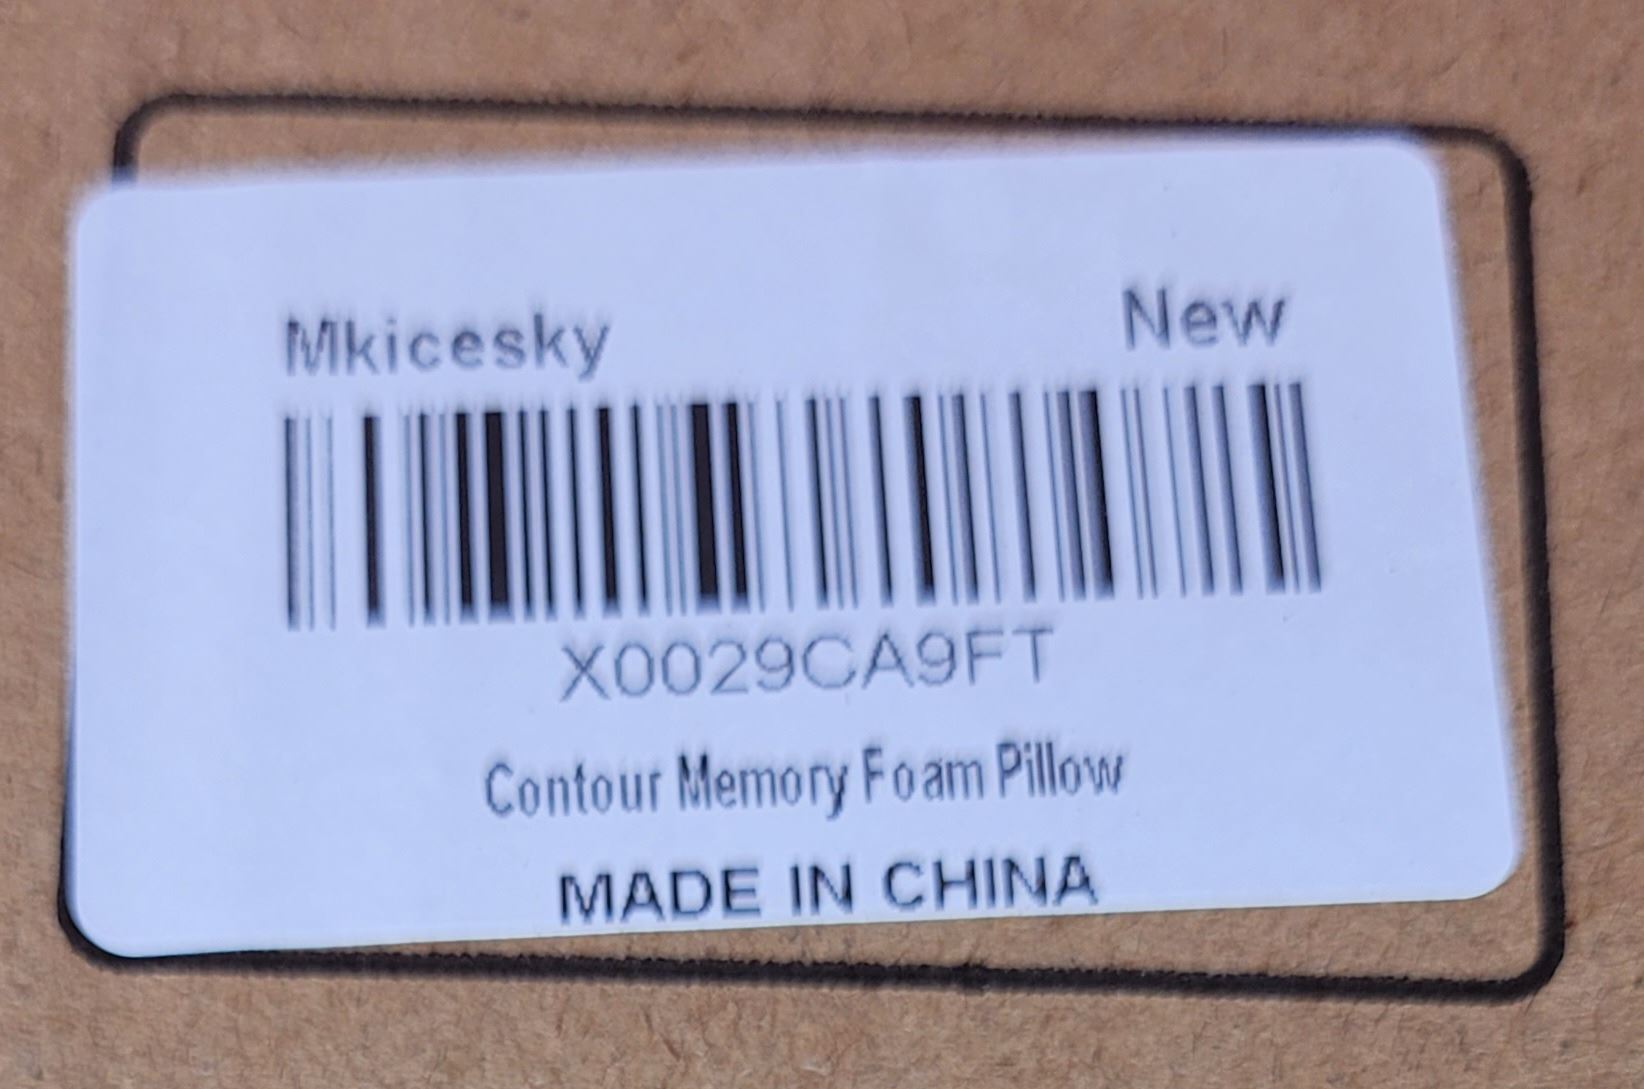 Mkicesky New
X0029CA9FT
Contour Memory Foam Pillow
MADE IN CHINA